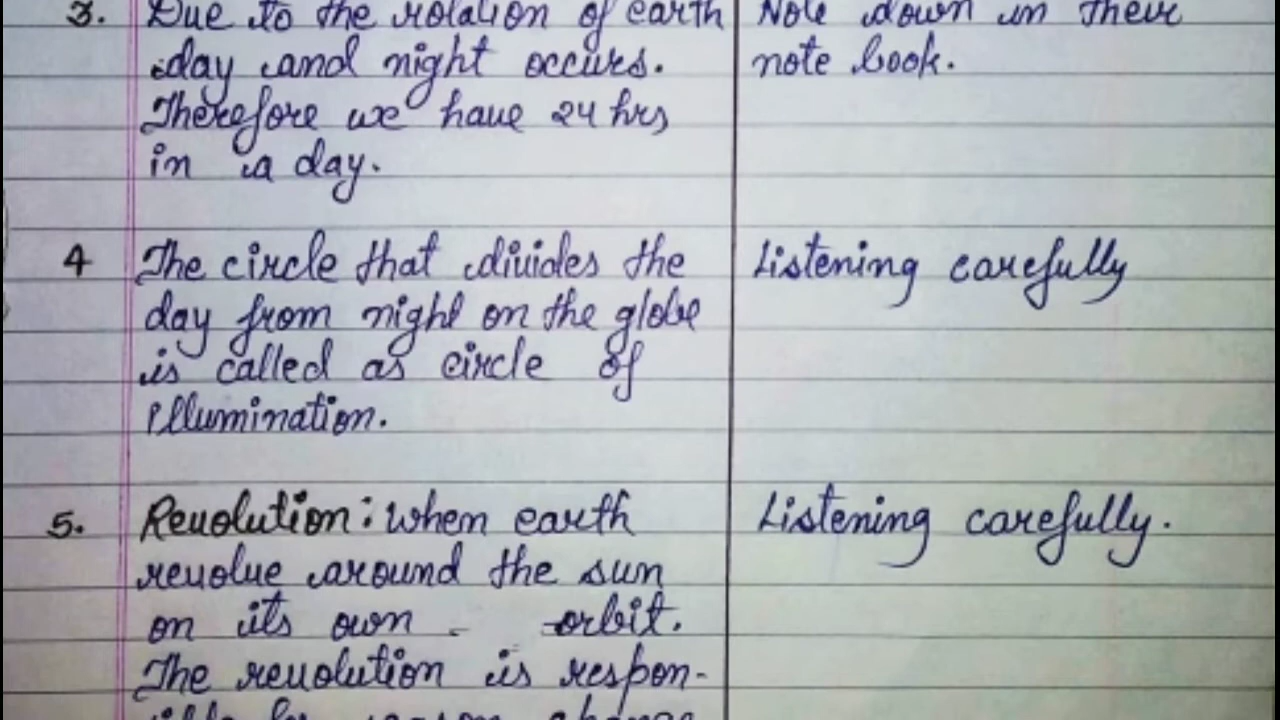 3. Due to the rotation of earth
day and night occurs.
Therefore we have 24 hrs
in a day.
Note down in their
note book.
4 The circle that divides the
day from night on the globe
is called as circle of
illumination.
Listening carefully
5. Revolution: When earth
revolve around the sun
on its own - orbit.
The revolution is respon-
Listening carefully.